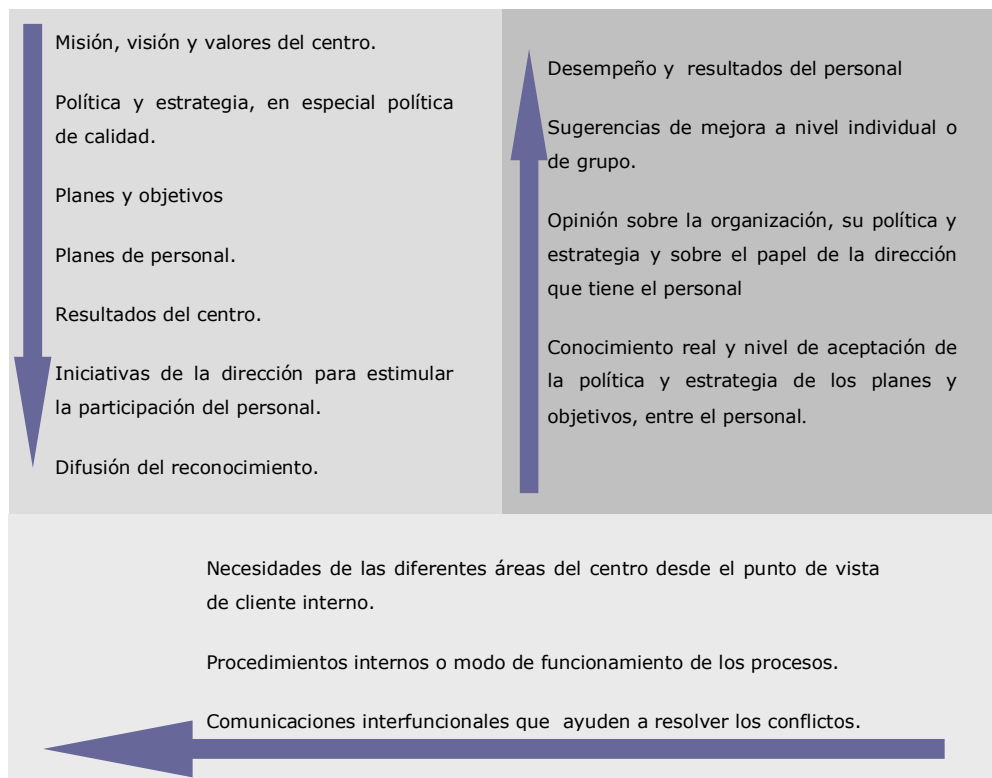 Misión, visión y valores del centro.
Política y estrategia, en especial política
de calidad.
Planes y objetivos
Planes de personal.
Resultados del centro.
Iniciativas de la dirección para estimular
la participación del personal.
Difusión del reconocimiento.
Desempeño y resultados del personal
Sugerencias de mejora a nivel individual o
de grupo.
Opinión sobre la organización, su política y
estrategia y sobre el papel de la dirección
que tiene el personal
Conocimiento real y nivel de aceptación de
la política y estrategia de los planes y
objetivos, entre el personal.
Necesidades de las diferentes áreas del centro desde el punto de vista
de cliente interno.
Procedimientos internos o modo de funcionamiento de los procesos.
Comunicaciones interfuncionales que ayuden a resolver los conflictos.